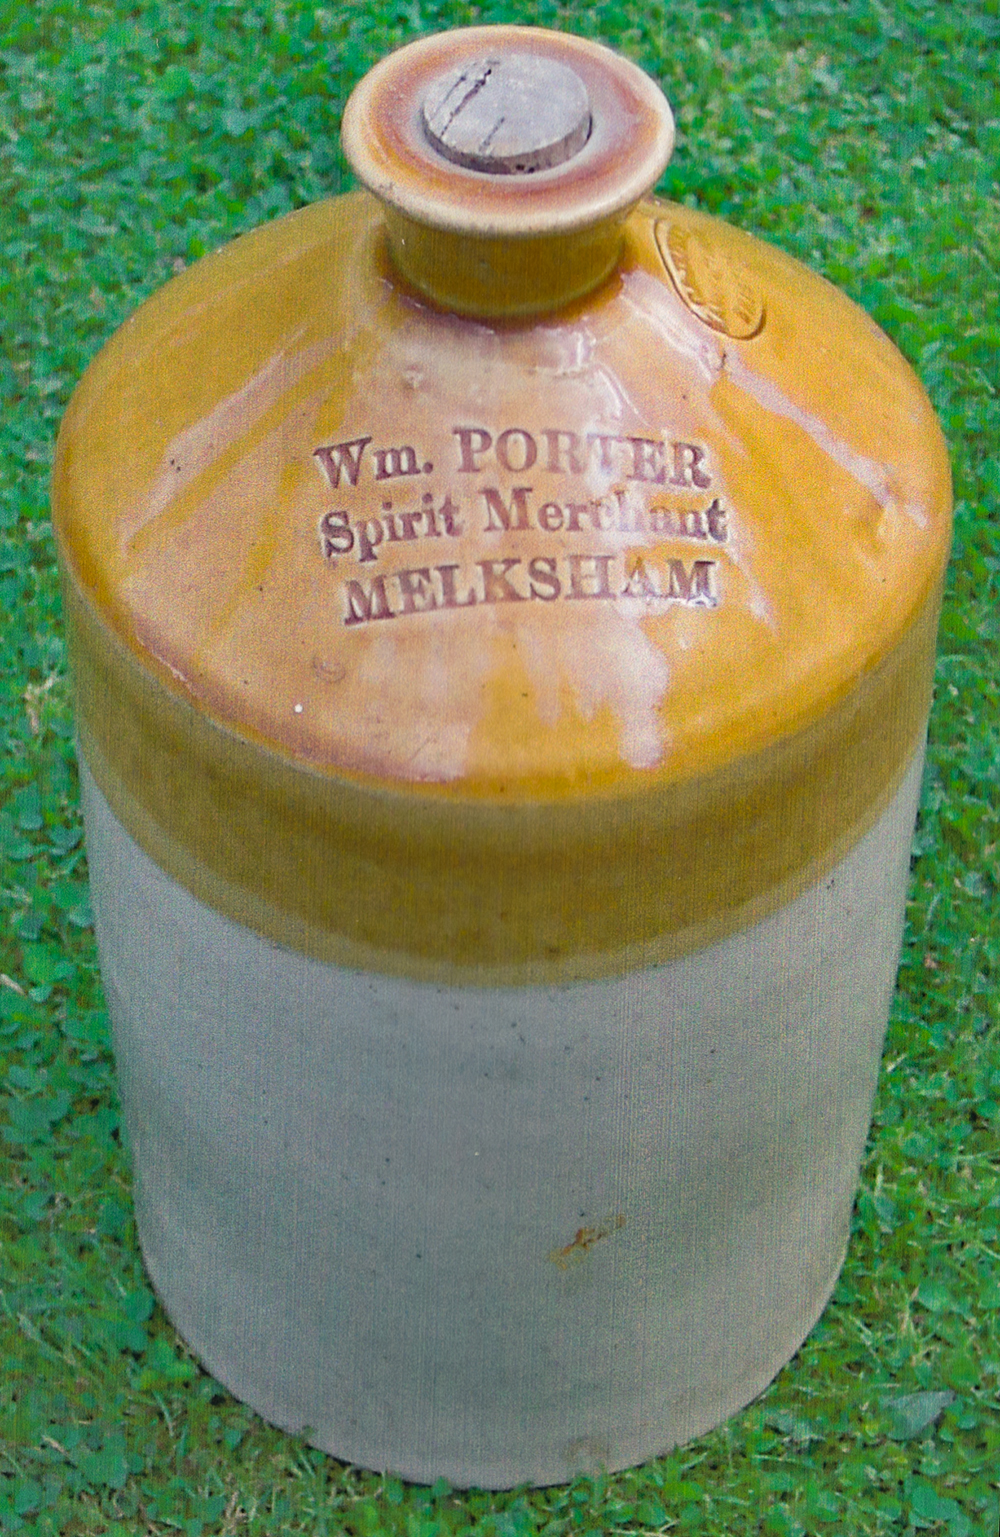 Wm. PORTER
Spirit Merchant
MELKSHAM